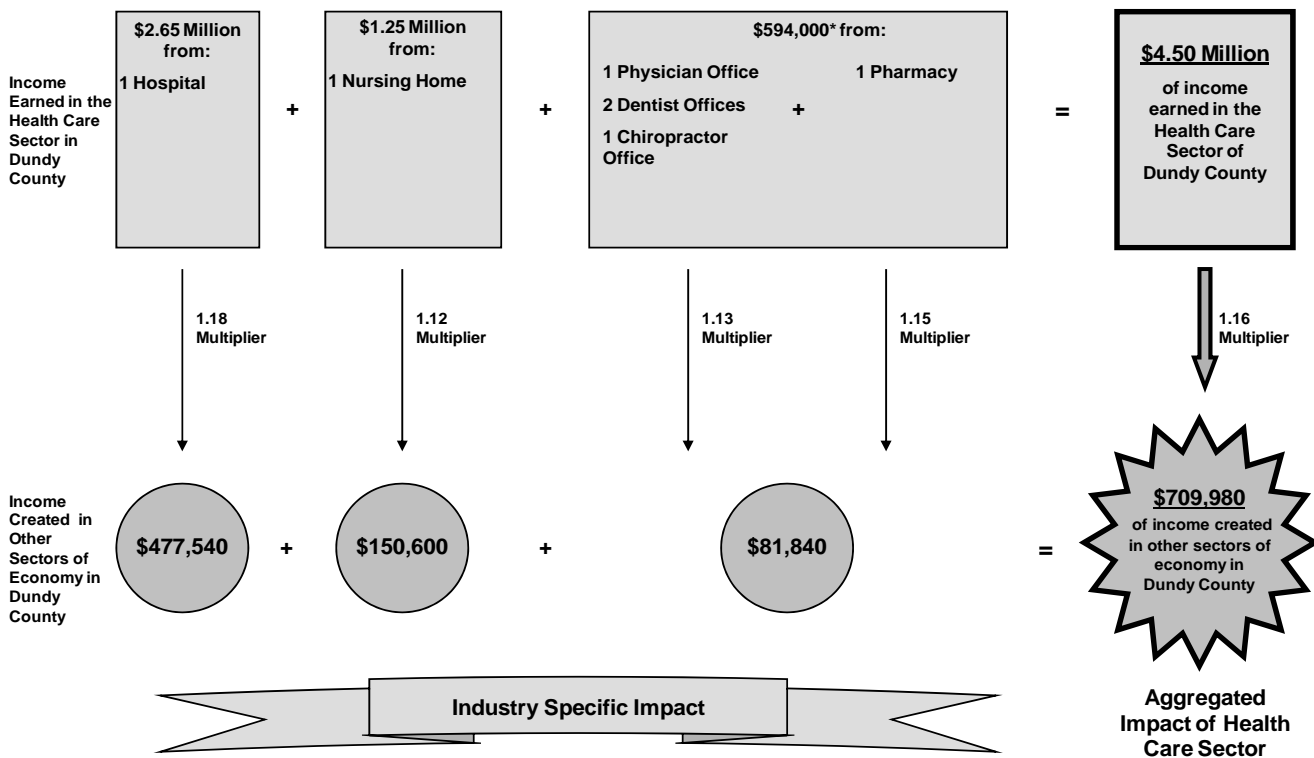 Income
Earned in the
Health Care
Sector in
Dundy
County
$2.65 Million
from:
1 Hospital
+
$1.25 Million
from:
1 Nursing Home
+
$594,000* from:
1 Physician Office
2 Dentist Offices
1 Chiropractor
Office
+
1 Pharmacy
=
$4.50 Million
of income
earned in the
Health Care
Sector of
Dundy County
1.18
Multiplier
1.12
Multiplier
1.13
Multiplier
1.15
Multiplier
1.16
Multiplier
Income
Created in
Other
Sectors of
Economy in
Dundy
County
$477,540
+
$150,600
+
$81,840
=
$709,980
of income created
in other sectors of
economy in
Dundy County
Industry Specific Impact
Aggregated
Impact of Health
Care Sector